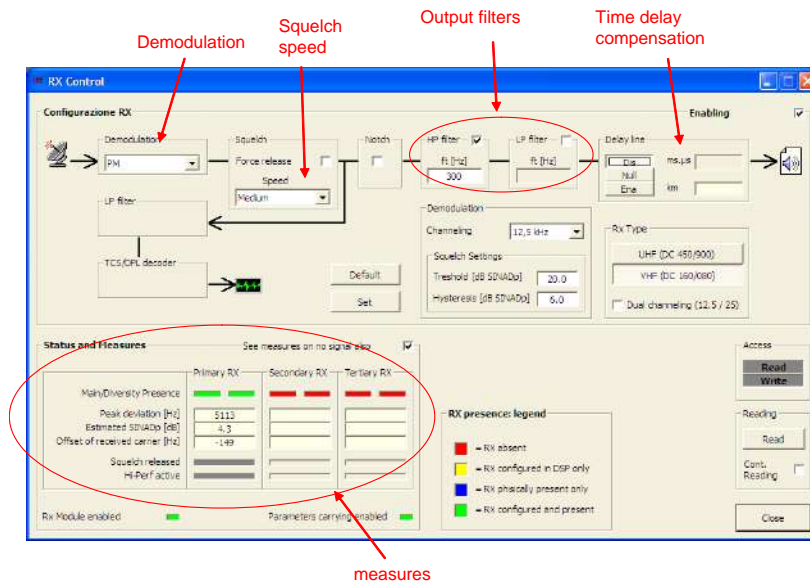 Output filters
Time delay
compensation
Squelch
speed
Demodulation
RX Control
Configurazione RX
Enabling
Demodulation
PM
Squelch
Force release
Speed
Medium
Notch
HP filter
ft [Hz]
300
LP filter
ft [Hz]
Delay line
Dis
Null
Ena
ms.µs
km
LP filter
TCS/DPL decoder
Default
Set
Demodulation
Channeling
12,5 kHz
Squelch Settings
Treshold [dB SINADp]
20.0
Hysteresis [dB SINADp]
6.0
Rx Type
UHF (DC 450/900)
VHF (DC 160/080)
Dual channeling (12.5 / 25)
Status and Measures
See measures on no signal also
Primary RX
Secondary RX
Tertiary RX
Main/Diversity Presence
Peak deviation [Hz]
5113
Estimated SINADp [dB]
4.3
Offset of received carrier [Hz]
-149
Squelch released
Hi-Perf active
Rx Module enabled
Parameters carrying enabled
RX presence: legend
= RX absent
= RX configured in DSP only
= RX phisically present only
= RX configured and present
Access
Read
Write
Reading
Read
Cont.
Reading
Close
measures